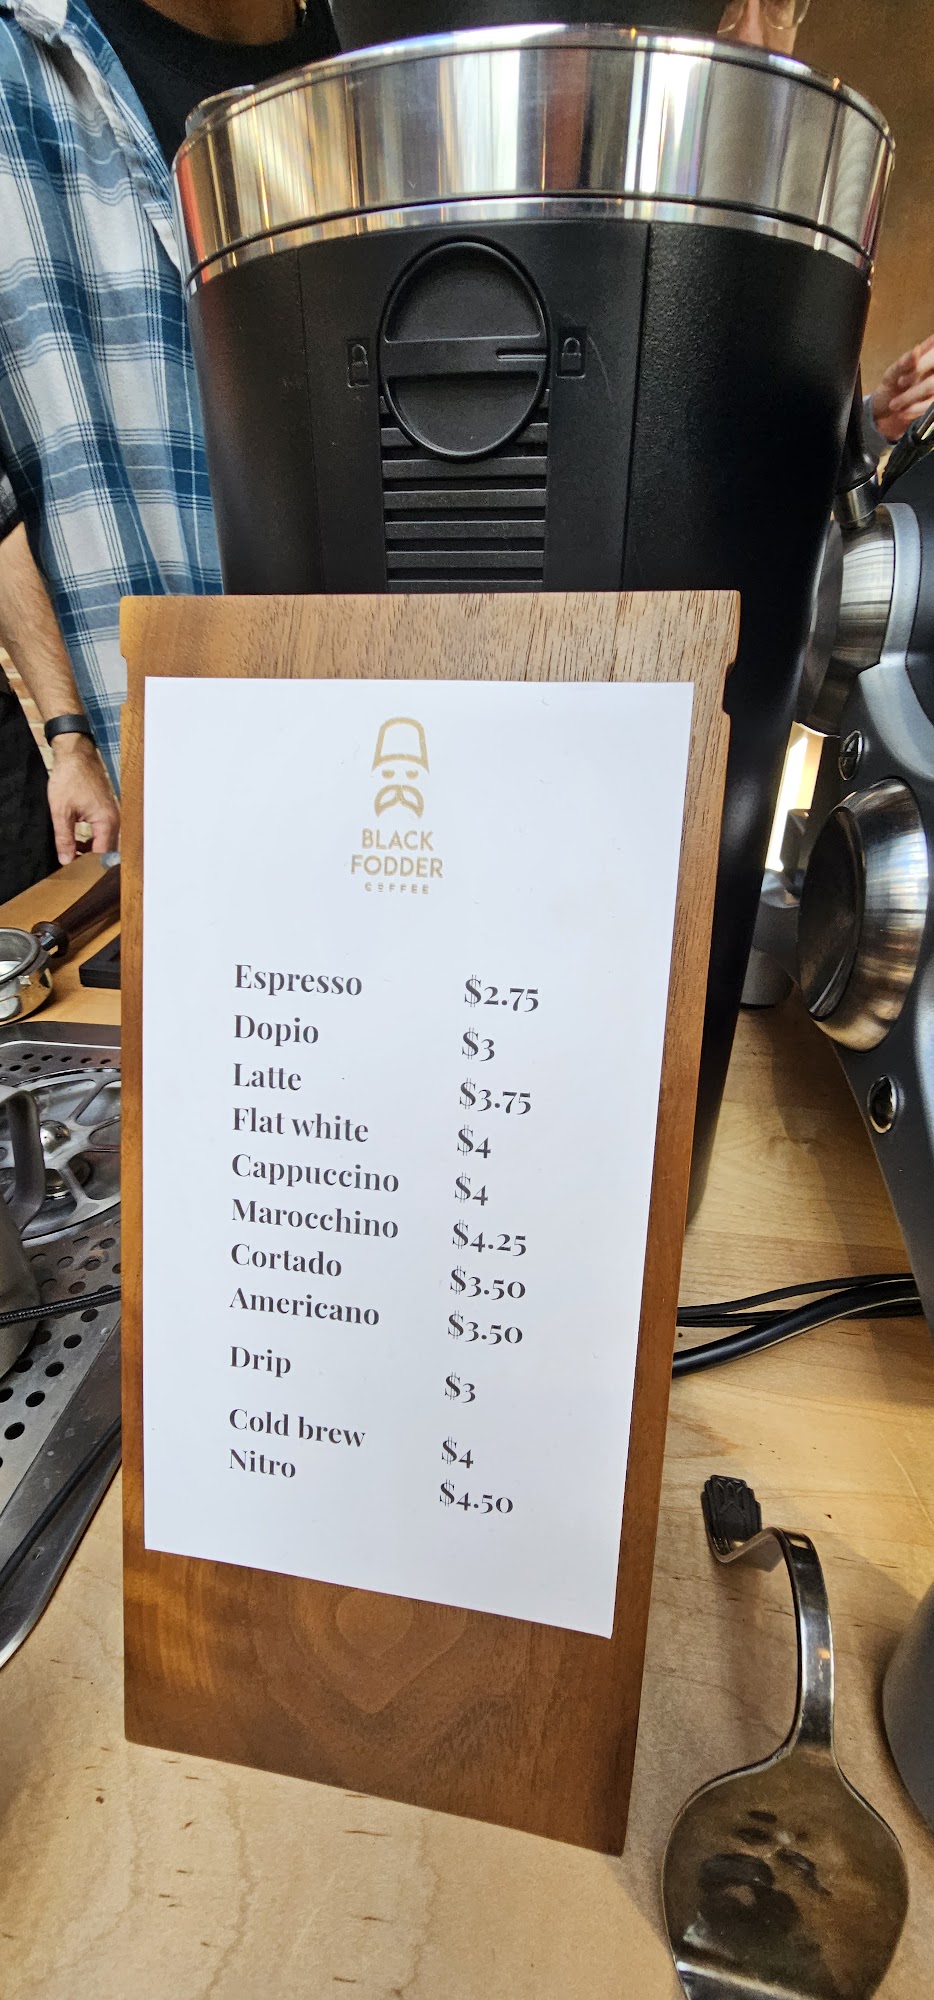 BLACK
FODDER
COFFEE
Espresso $2.75
Dopio $3
Latte $3.75
Flat white $4
Cappuccino $4
Marocchino $4.25
Cortado $3.50
Americano $3.50
Drip $3
Cold brew $4
Nitro $4.50